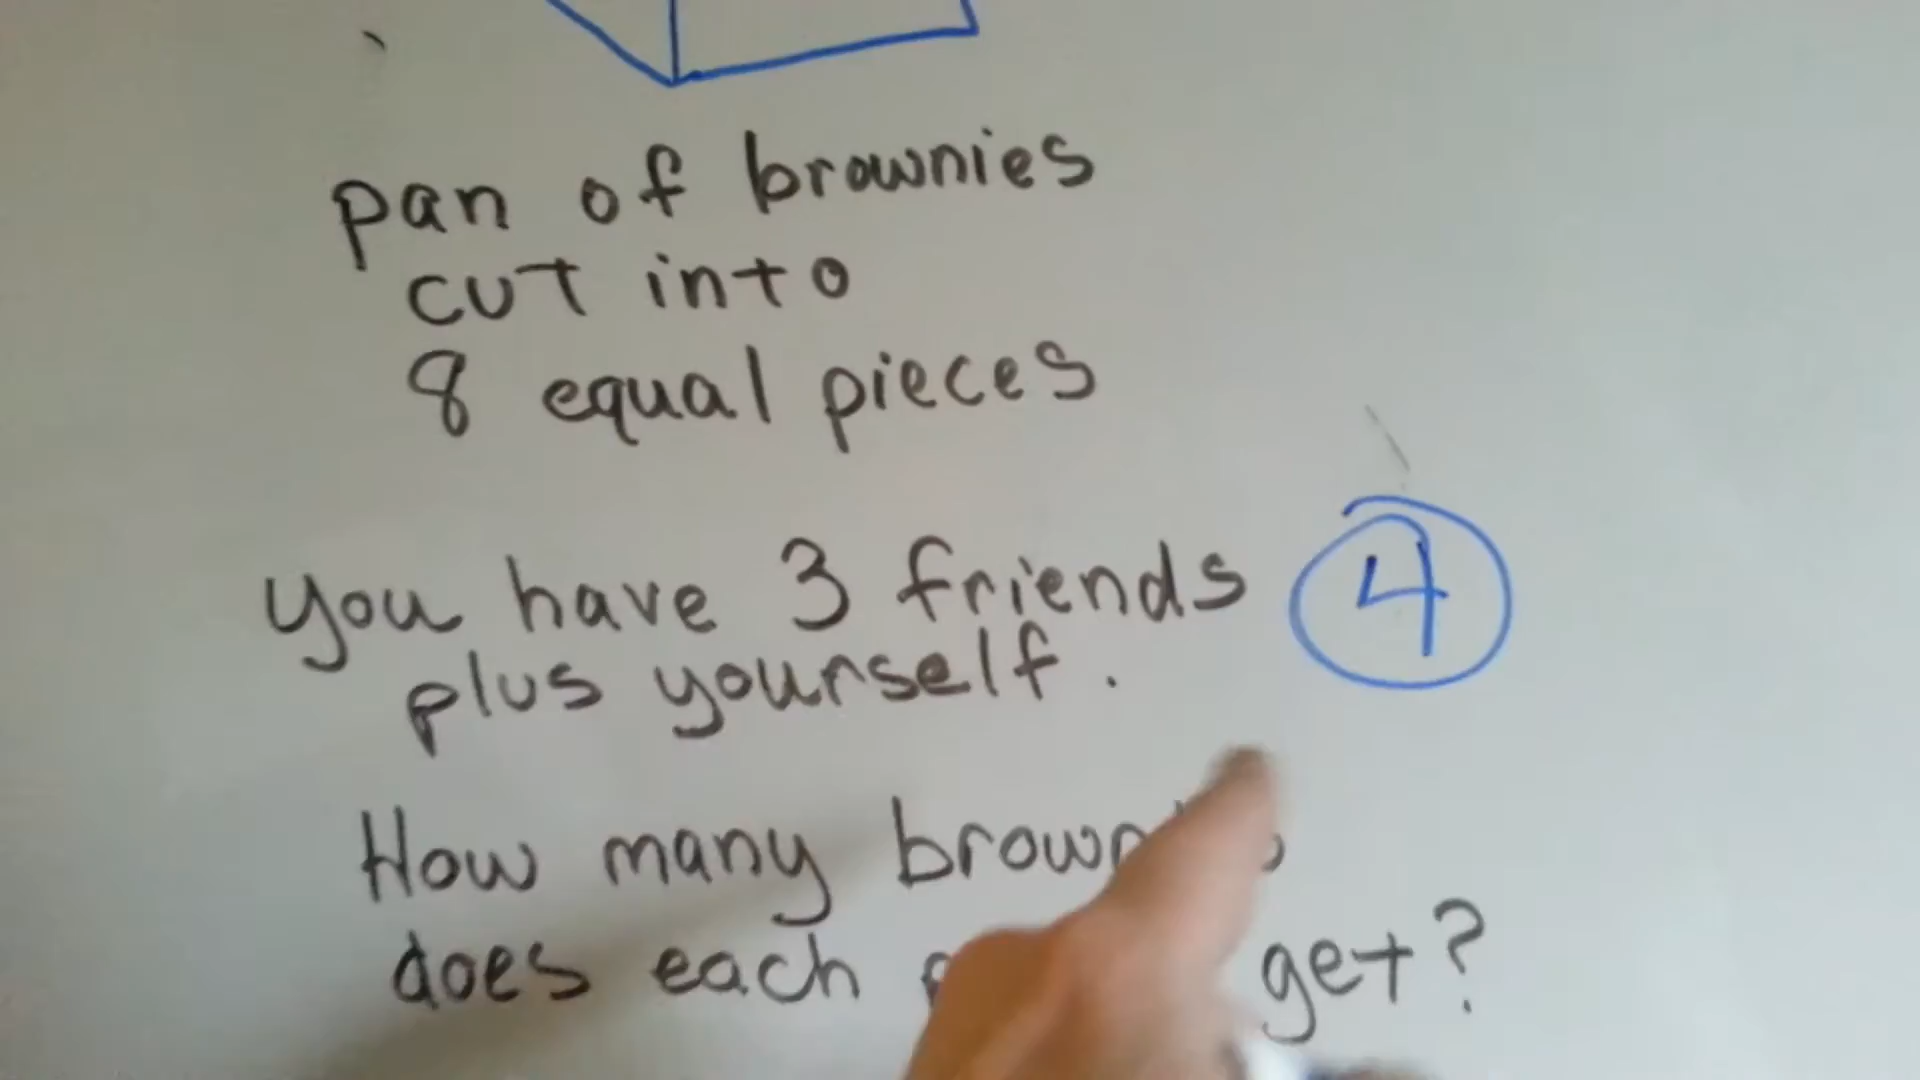 pan of brownies
cut into
8 equal pieces
you have 3 friends 4
plus yourself.
How many
does each get?